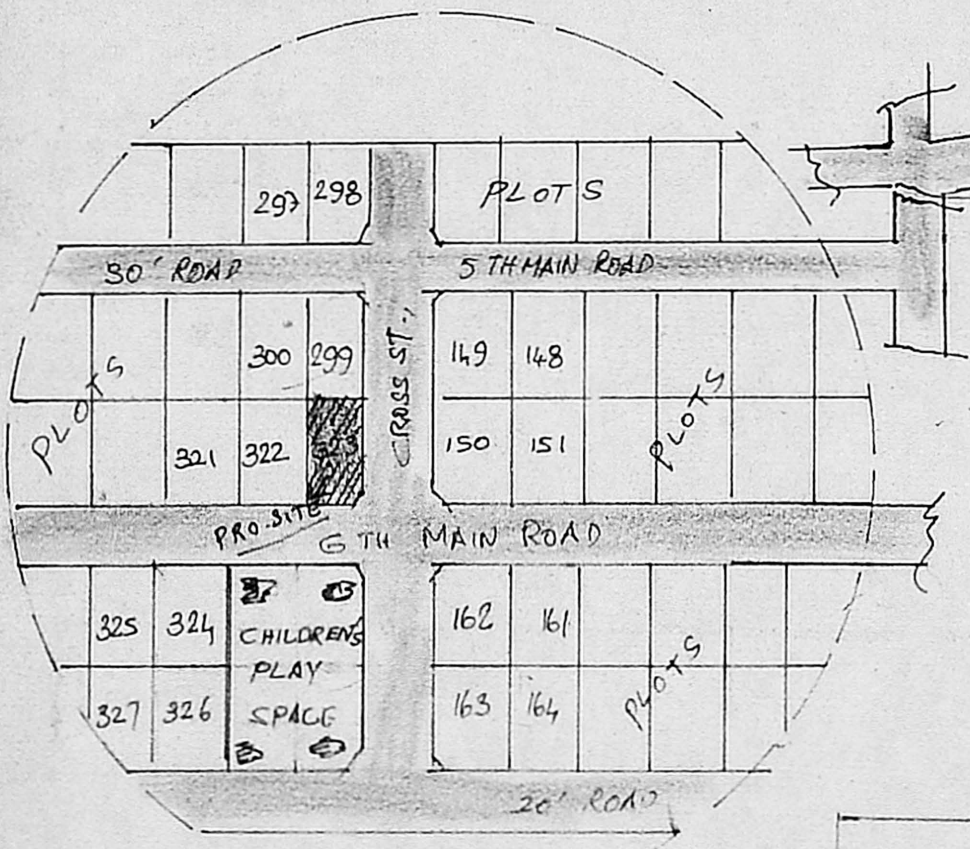 297 298 PLOTS
30' ROAD 5TH MAIN ROAD
300 299 CROSS ST., 149 148
PLOTS 321 322 323 150 151 PLOTS
PRO.SITE
6TH MAIN ROAD
325 324 CHILDREN'S PLAY SPACE 162 161
327 326 163 164 PLOTS
20' ROAD